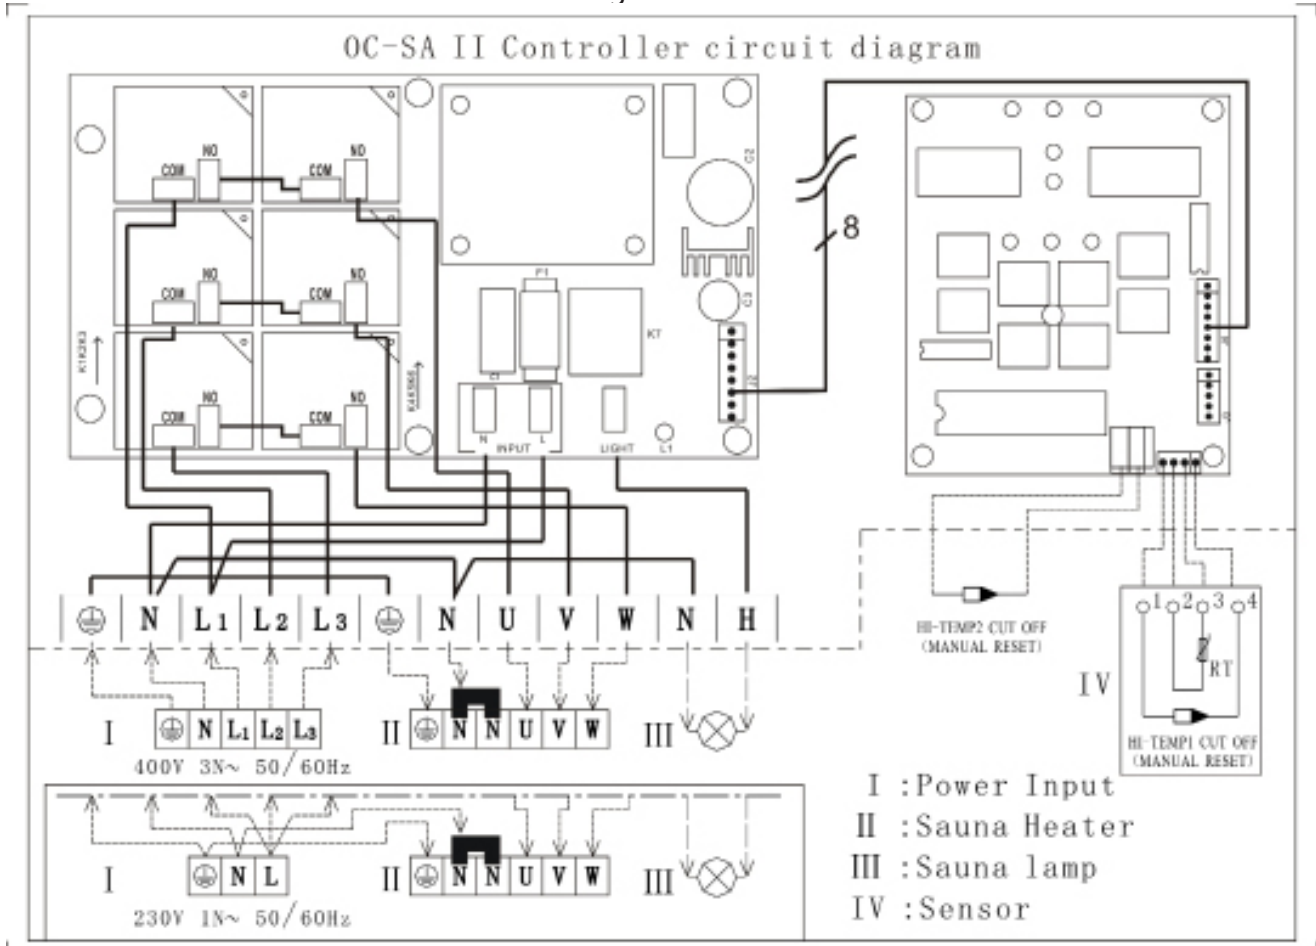 OC-SA II Controller circuit diagram
NO NO
COM COM
C2
8
NO NO
COM COM
F1
C3
K1K2K3
KT
NO NO
COM COM
K4K5K6
C1
J2
N INPUT L LIGHT L1
N L1 L2 L3 N U V W N H
1 2 3 4
HI-TEMP2 CUT OFF
(MANUAL RESET)
RT
IV
I N L1 L2 L3 II N N U V W III
400V 3N~ 50/60Hz
HI-TEMP1 CUT OFF
(MANUAL RESET)
I :Power Input
II :Sauna Heater
III :Sauna lamp
IV :Sensor
I N L II N N U V W III
230V 1N~ 50/60Hz